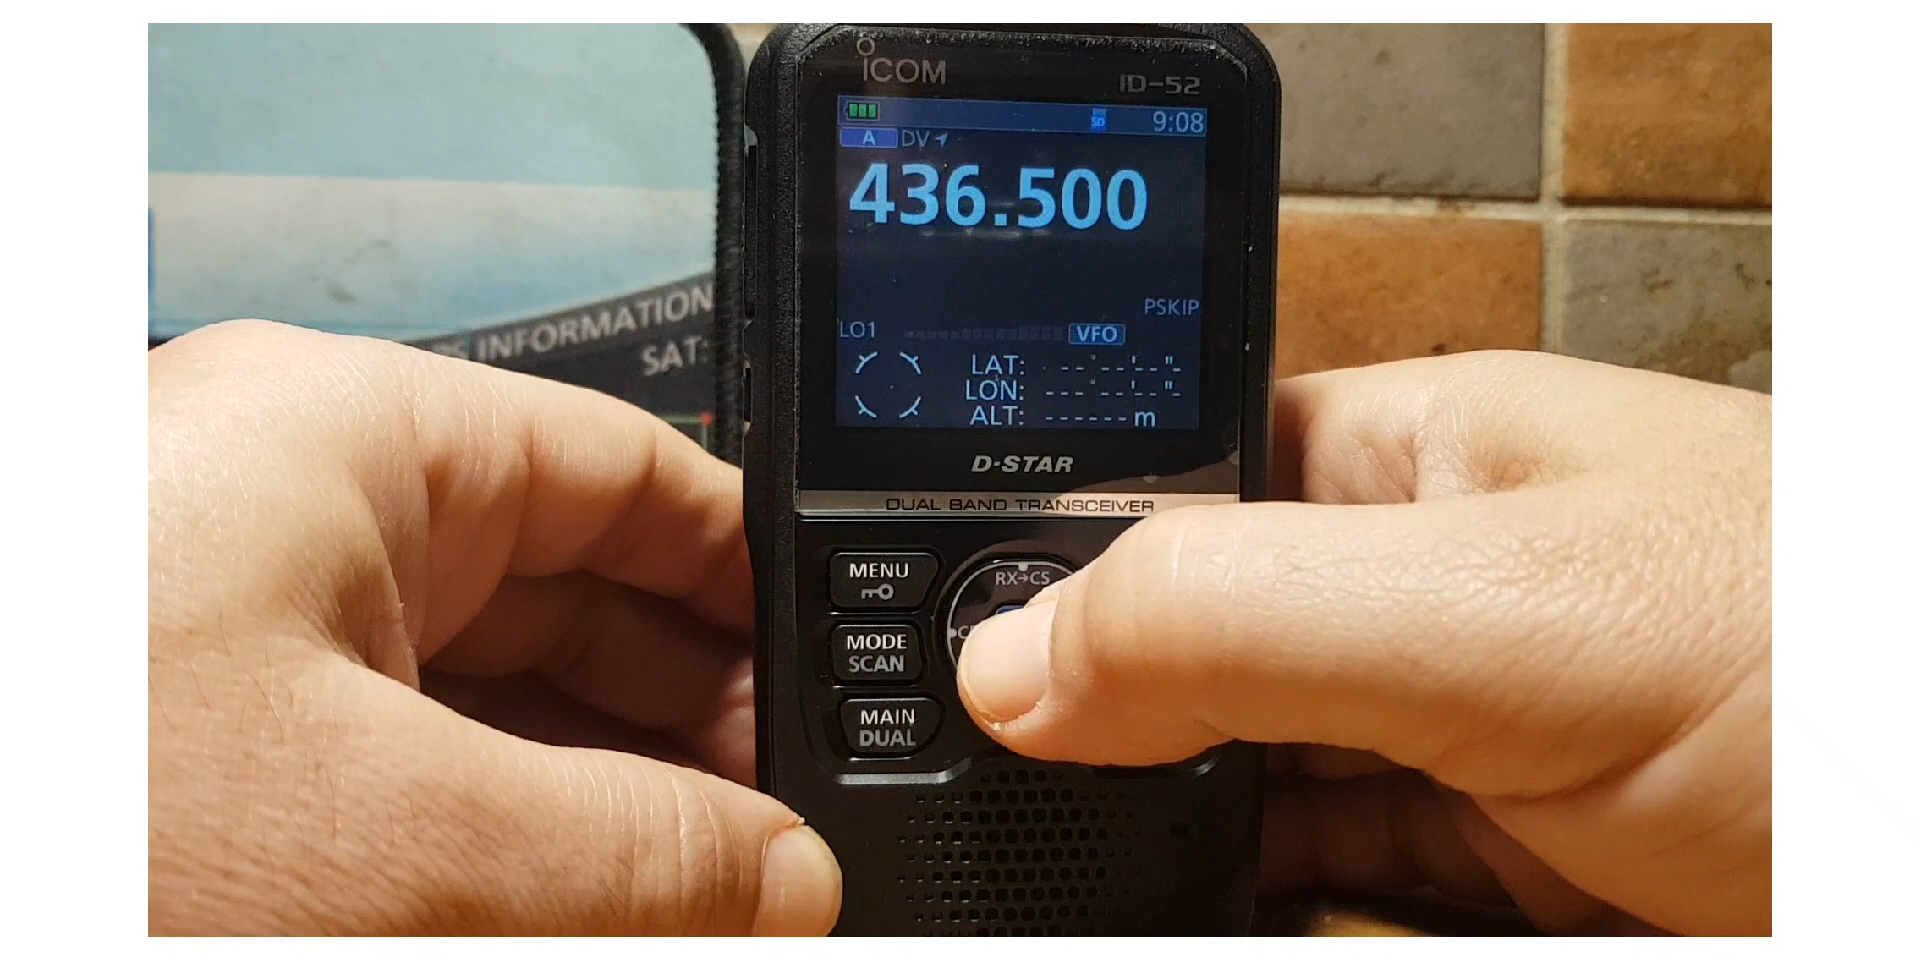 ICOM
ID-52
SD 9:08
A DV
436.500
PSKIP
LO1 VFO
LAT: --°--'--"
LON: ---°--'--"
ALT: ------m
INFORMATION
SAT:
D-STAR
DUAL BAND TRANSCEIVER
MENU
RX→CS
MODE
SCAN
MAIN
DUAL